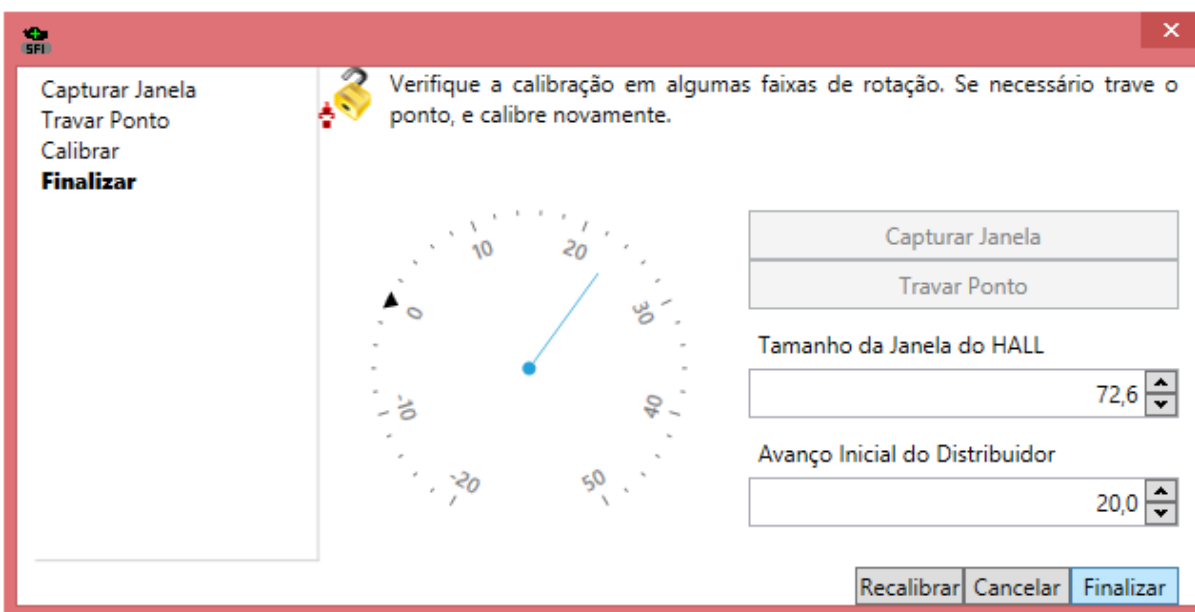 SFI
×
Capturar Janela
Travar Ponto
Calibrar
Finalizar
Verifique a calibração em algumas faixas de rotação. Se necessário trave o
ponto, e calibre novamente.
-20
-10
0
10
20
30
40
50
Capturar Janela
Travar Ponto
Tamanho da Janela do HALL
72,6
Avanço Inicial do Distribuidor
20,0
Recalibrar Cancelar Finalizar